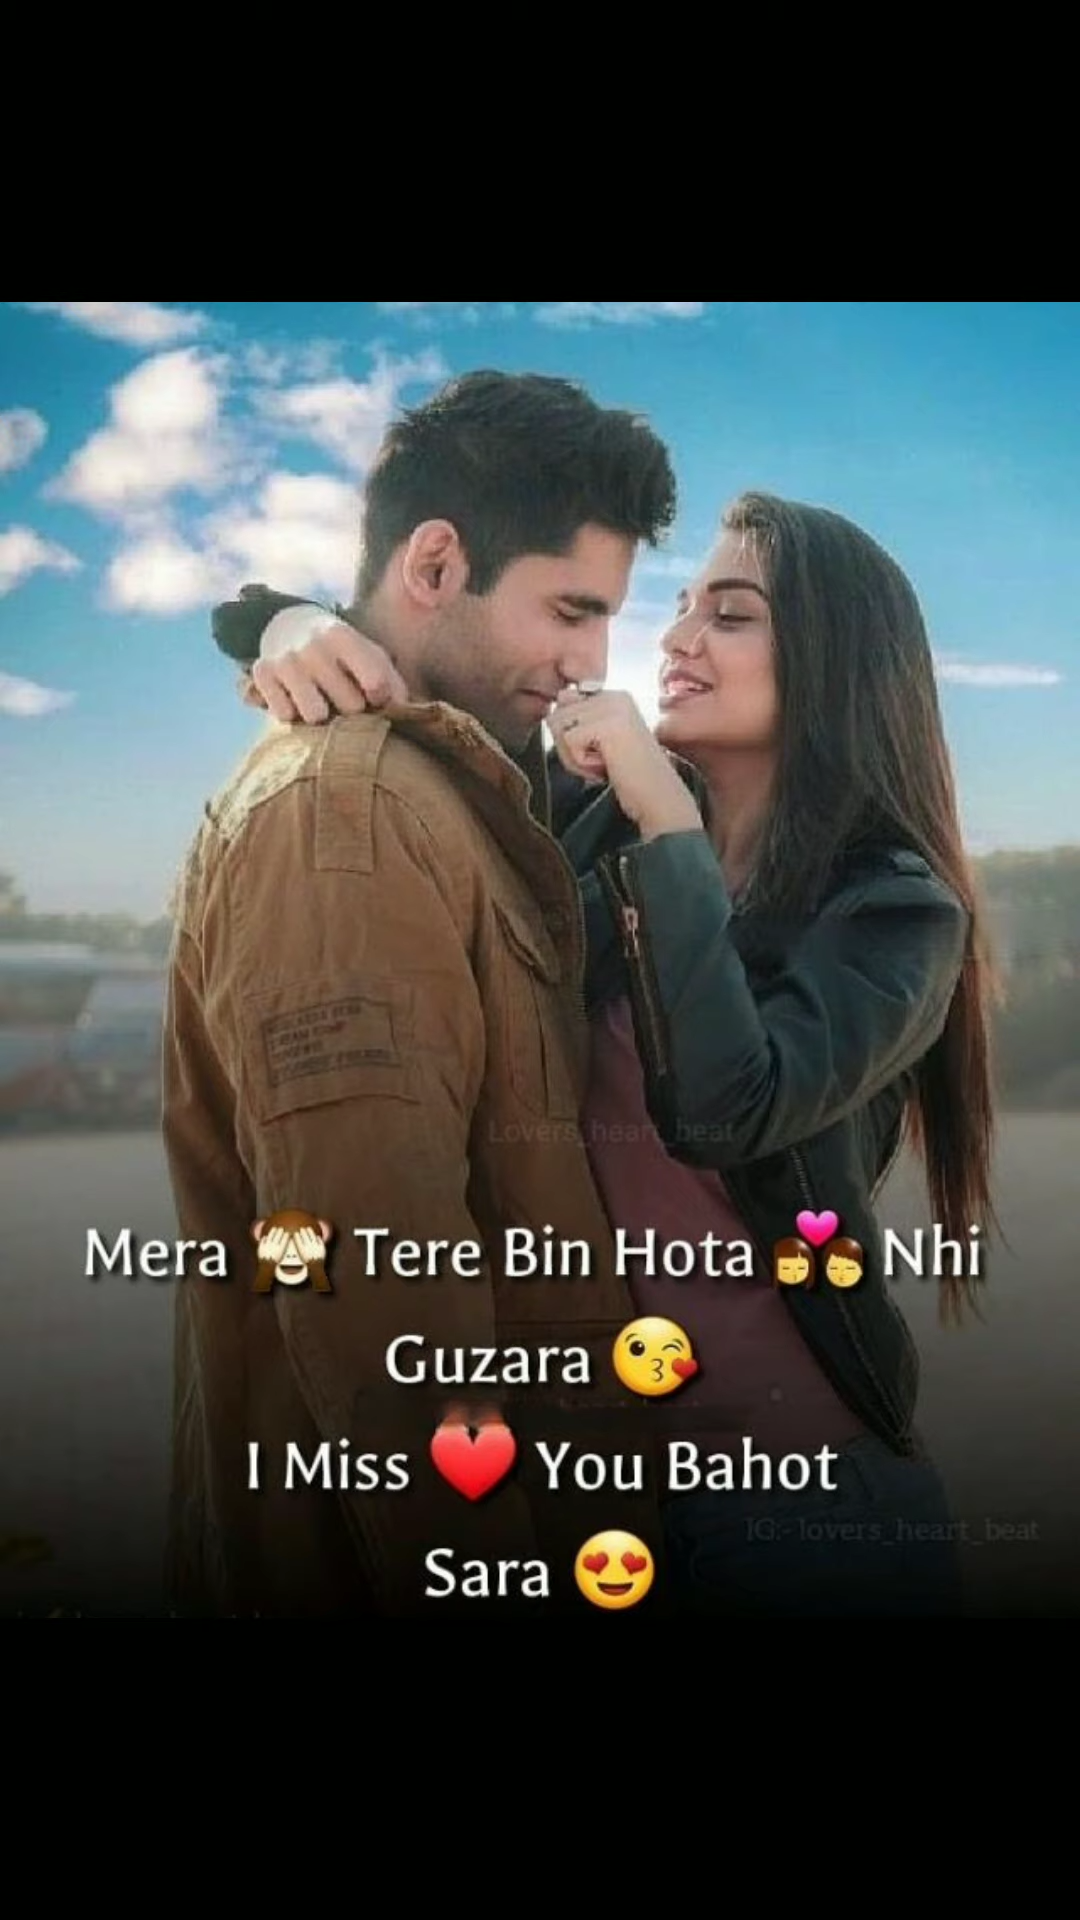 Lovers_heart_beat
Mera 🙈 Tere Bin Hota 💏 Nhi
Guzara 😘
I Miss ❤️ You Bahot
IG:- lovers_heart_beat
Sara 😍